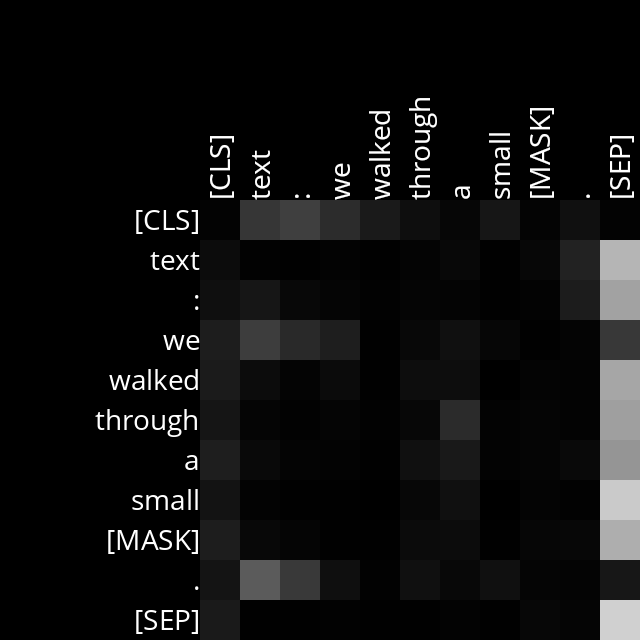 [CLS] text : we walked through a small [MASK] . [SEP]
[CLS]
text
:
we
walked
through
a
small
[MASK]
.
[SEP]